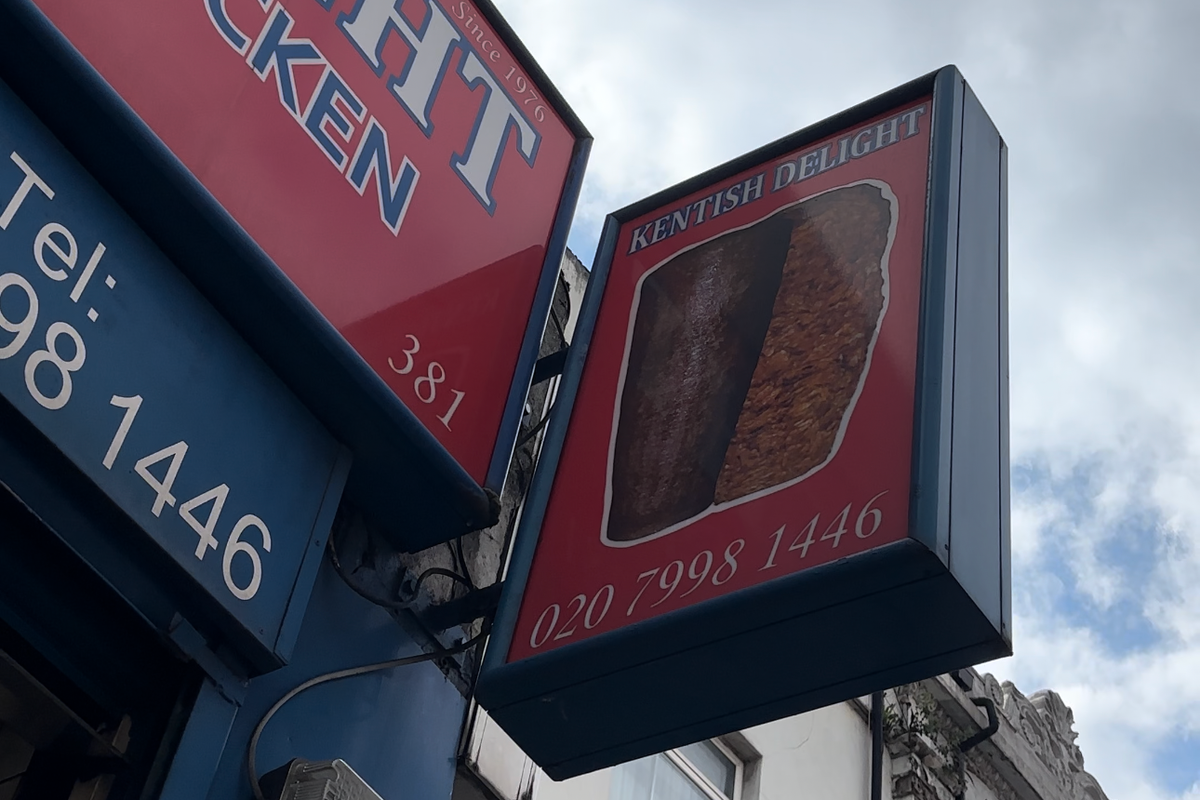 Since 1976
HT
CKEN
381
Tel:
98 1446
KENTISH DELIGHT
020 7998 1446